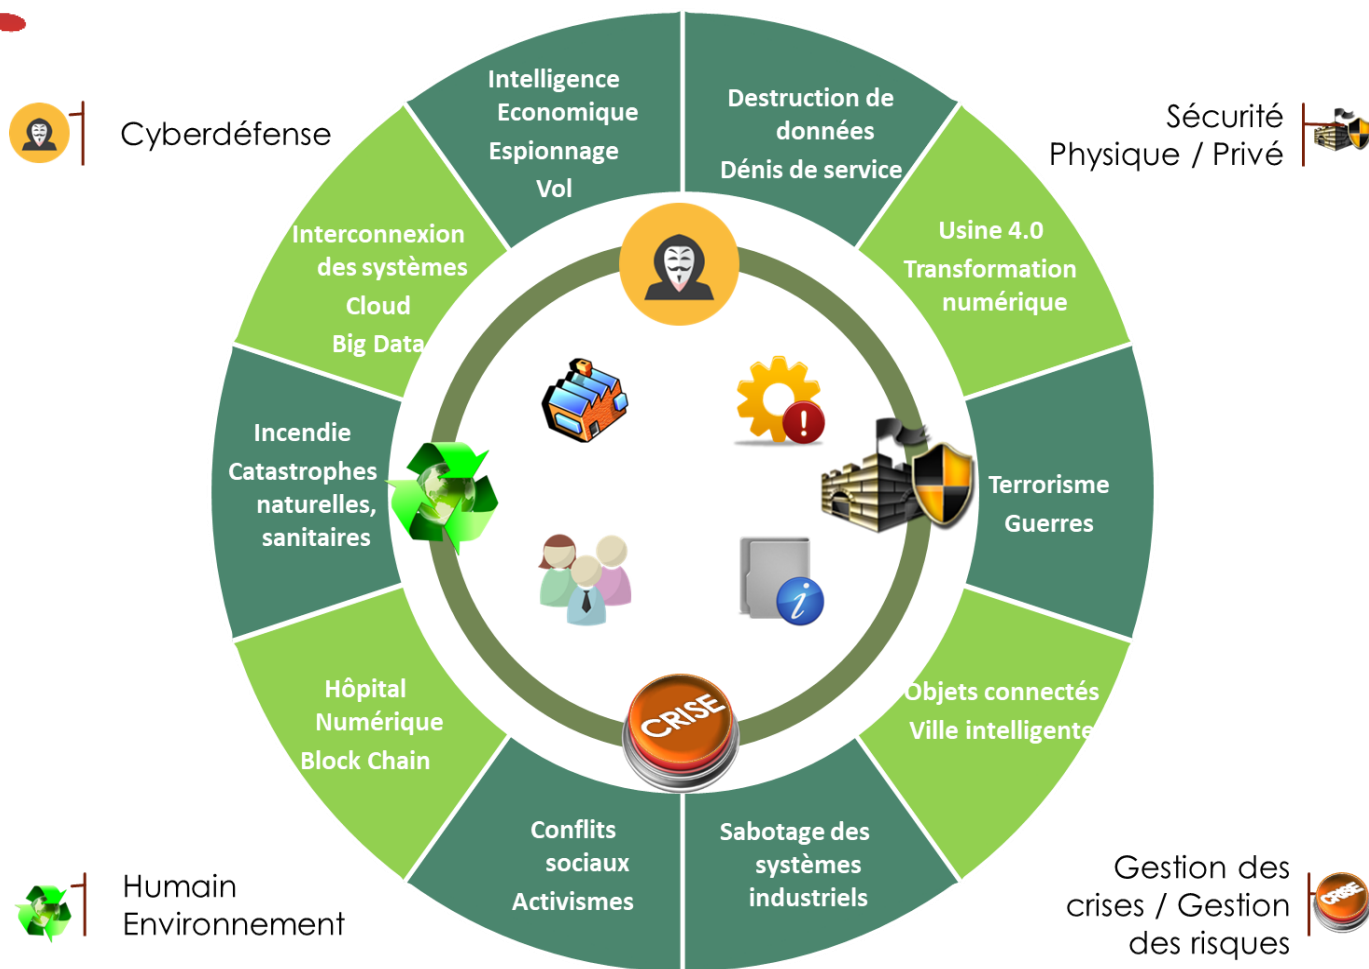 Cyberdéfense
Sécurité
Physique / Privé
Intelligence
Economique
Espionnage
Vol
Destruction de
données
Dénis de service
Interconnexion
des systèmes
Cloud
Big Data
Usine 4.0
Transformation
numérique
Incendie
Catastrophes
naturelles,
sanitaires
Terrorisme
Guerres
Hôpital
Numérique
Block Chain
Objets connectés
Ville intelligente
CRISE
Conflits
sociaux
Activismes
Sabotage des
systèmes
industriels
Humain
Environnement
Gestion des
crises / Gestion
des risques
CRISE
i
!